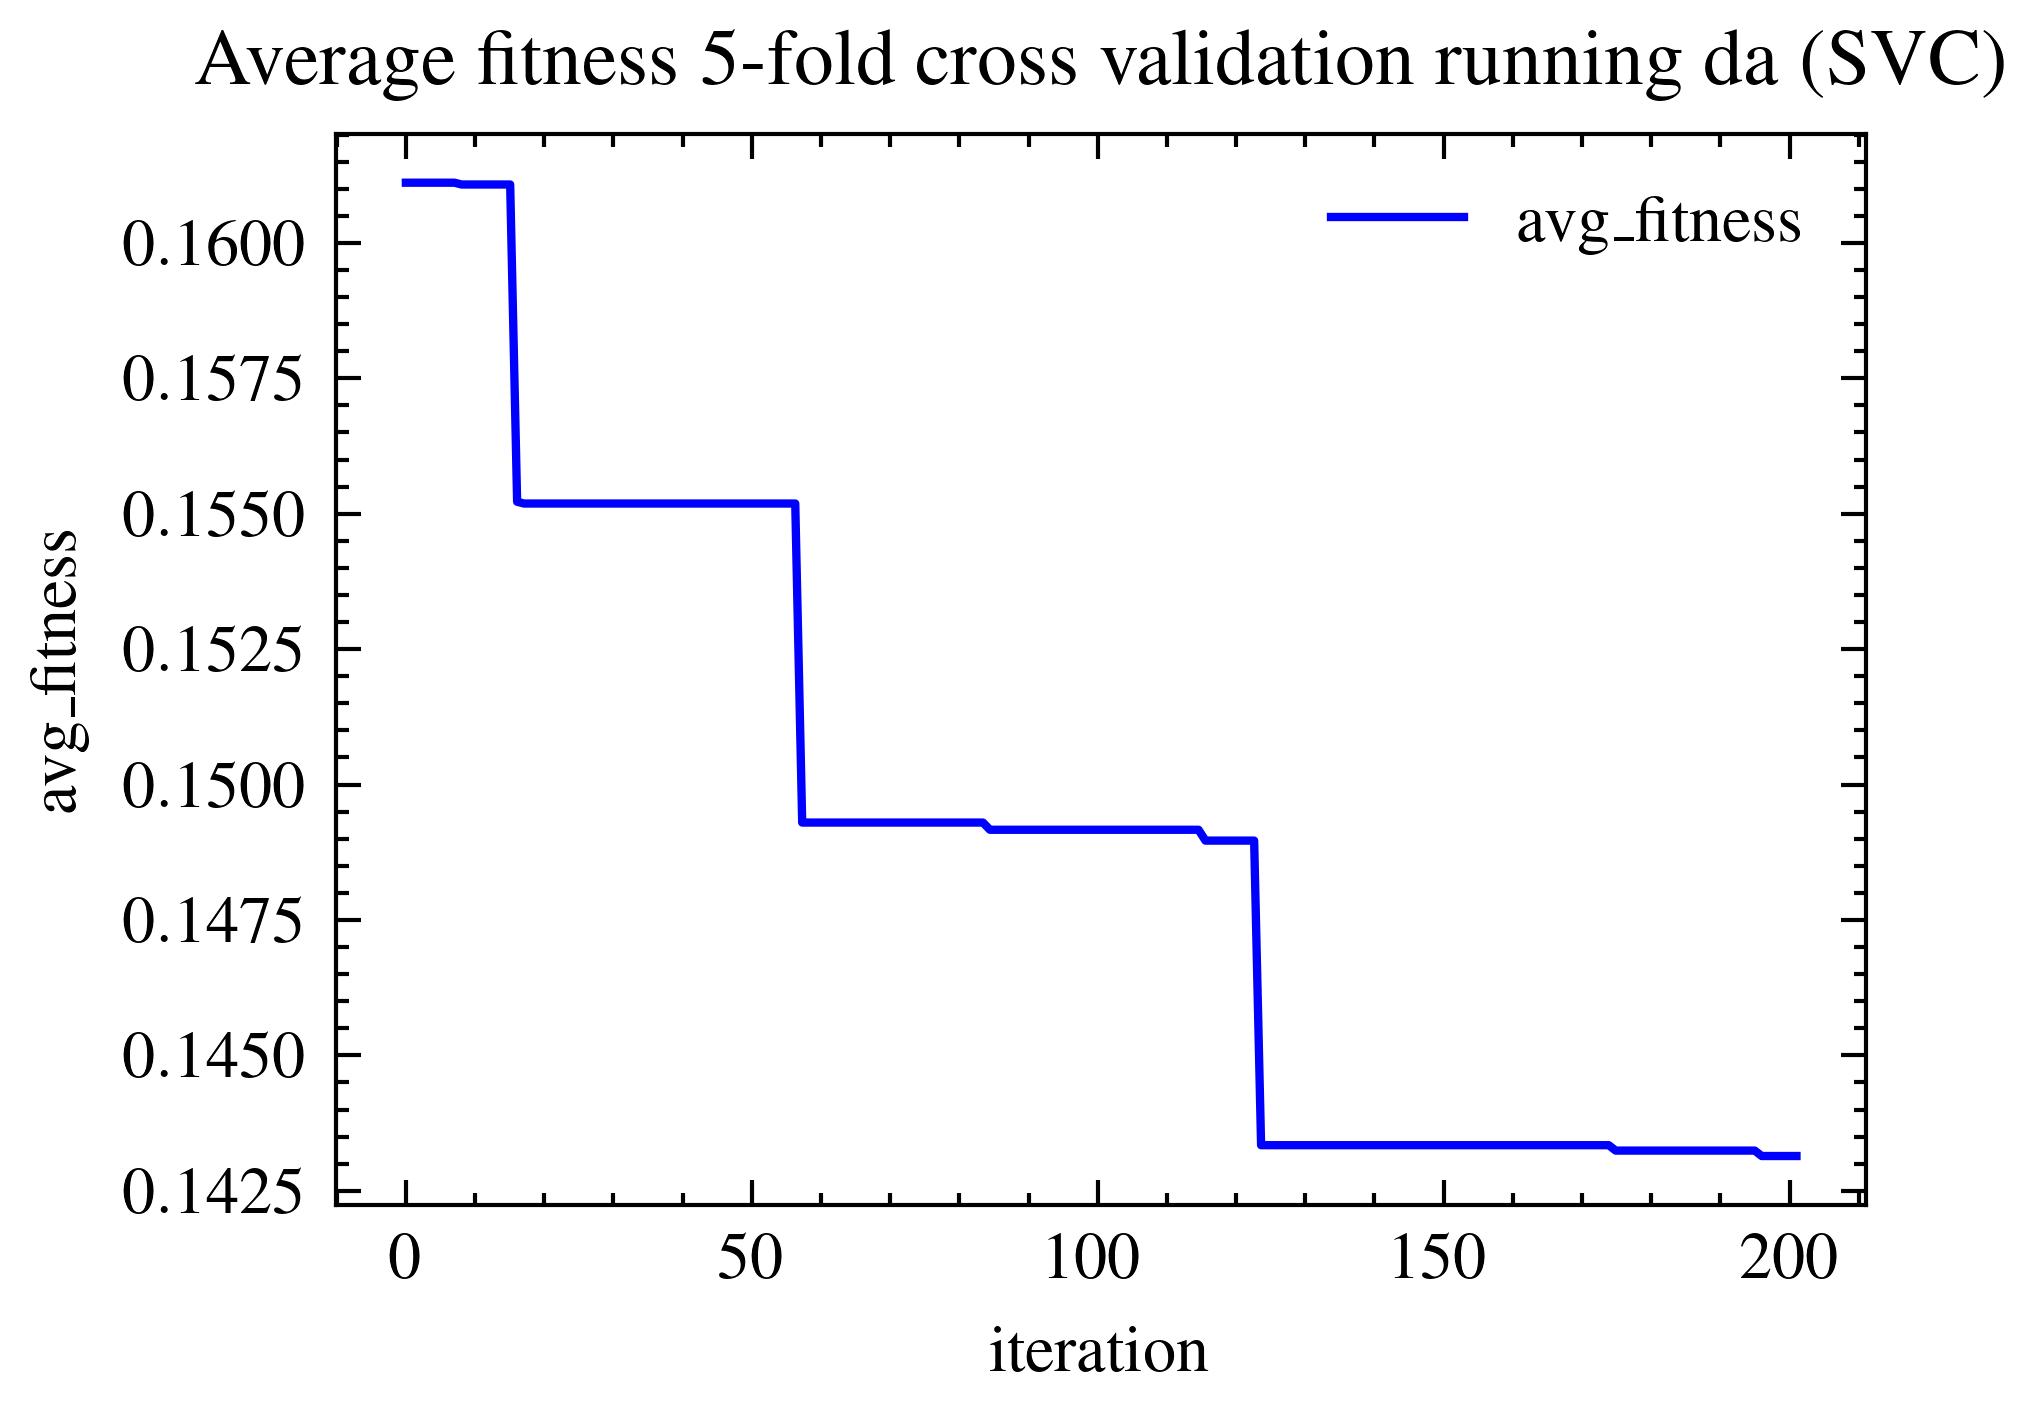 Average fitness 5-fold cross validation running da (SVC)
avg_fitness
0.1600
0.1575
0.1550
0.1525
0.1500
0.1475
0.1450
0.1425
avg_fitness
0 50 100 150 200
iteration